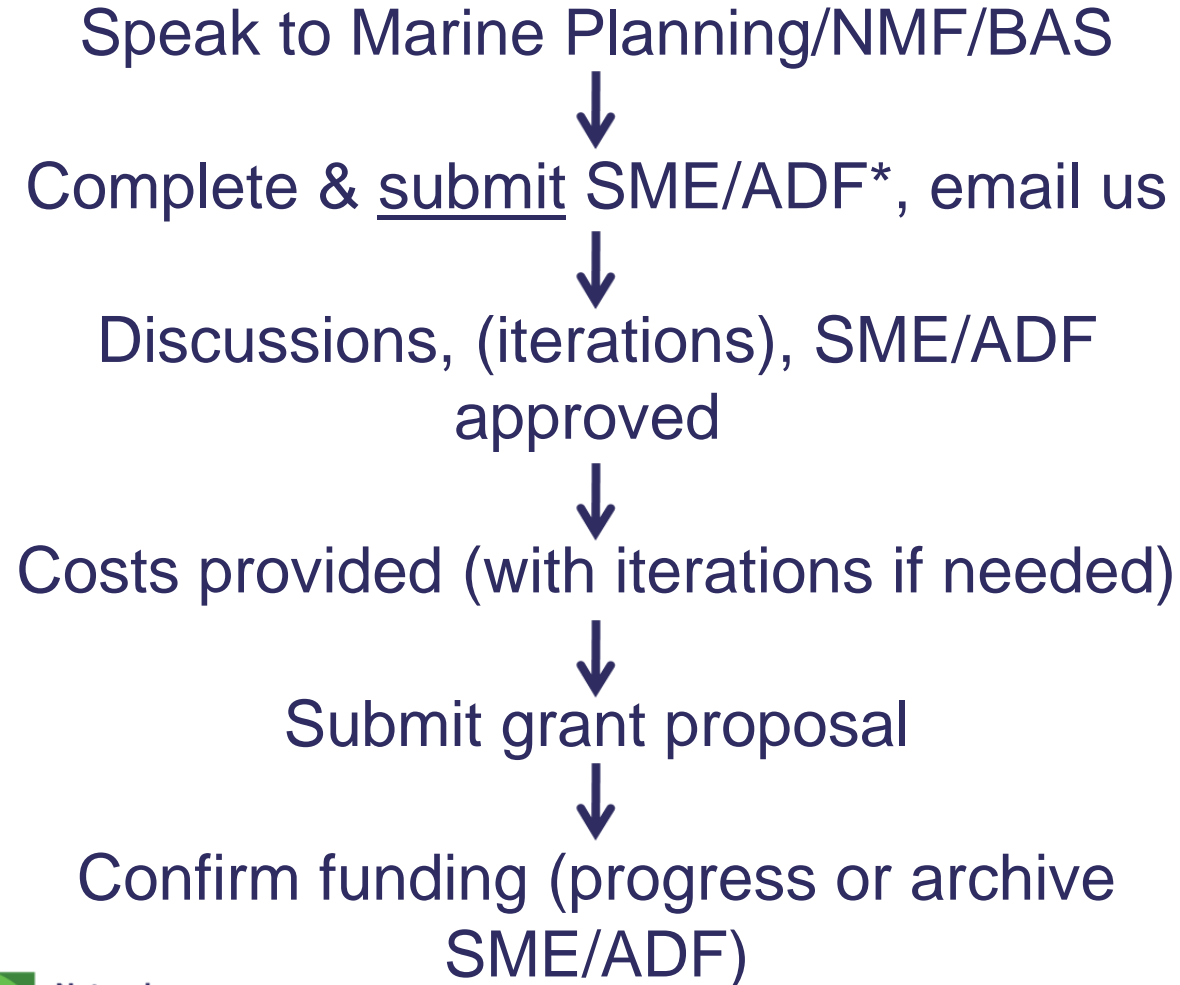 Speak to Marine Planning/NMF/BAS
Complete & submit SME/ADF*, email us
Discussions, (iterations), SME/ADF
approved
Costs provided (with iterations if needed)
Submit grant proposal
Confirm funding (progress or archive
SME/ADF)